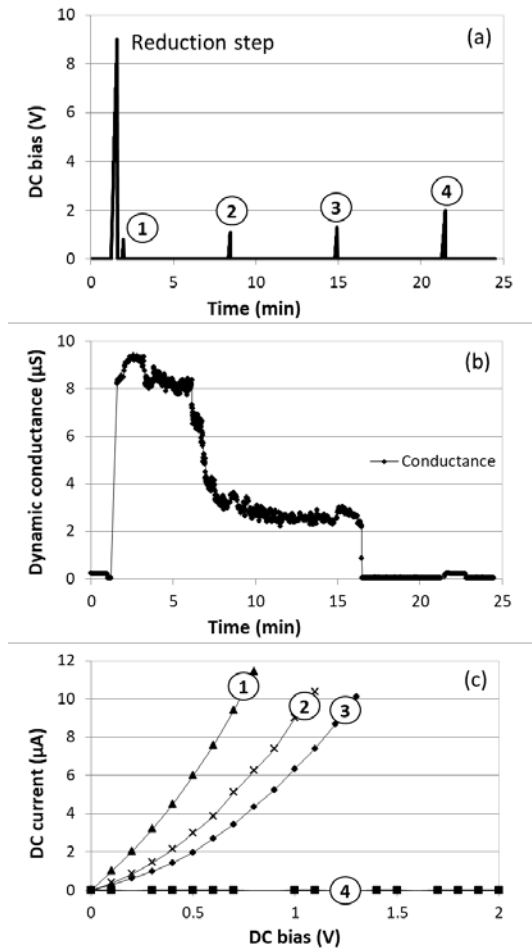 (a)
Reduction step
10
8
6
4
2
0
DC bias (V)
1
2
3
4
0 5 10 15 20 25
Time (min)
(b)
10
8
6
4
2
0
Dynamic conductance (µS)
Conductance
0 5 10 15 20 25
Time (min)
(c)
12
10
8
6
4
2
0
DC current (µA)
1
2
3
4
0 0.5 1 1.5 2
DC bias (V)